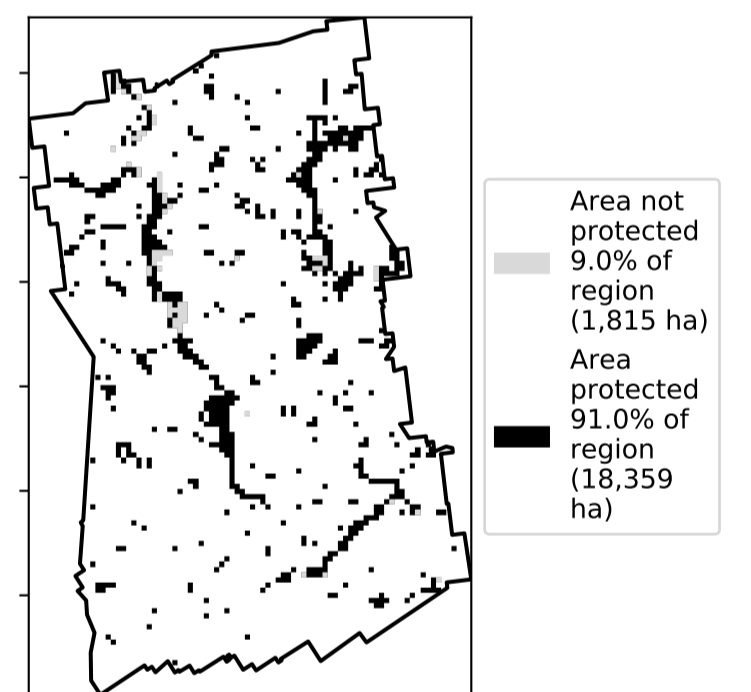 Area not
protected
9.0% of
region
(1,815 ha)
Area
protected
91.0% of
region
(18,359
ha)